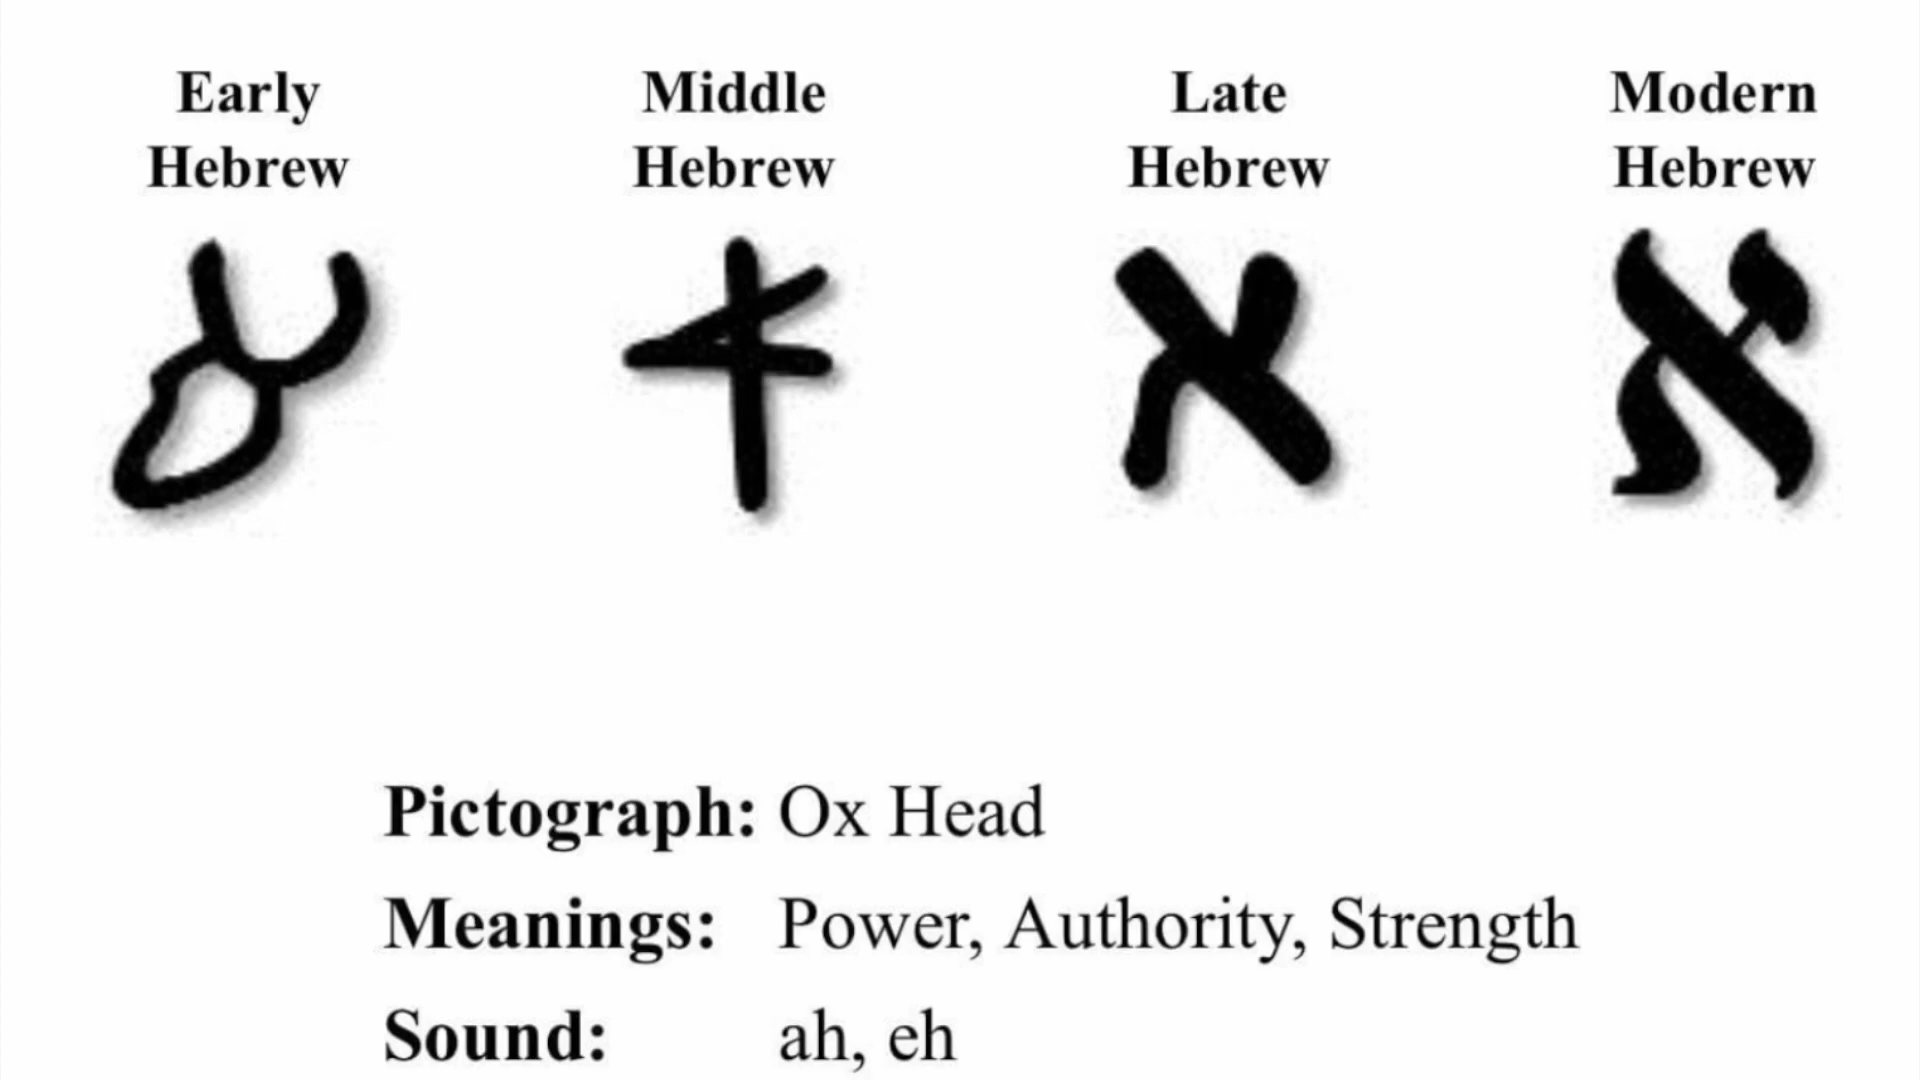 Early Middle Late Modern
Hebrew Hebrew Hebrew Hebrew
𐤀 א א
Pictograph: Ox Head
Meanings: Power, Authority, Strength
Sound: ah, eh